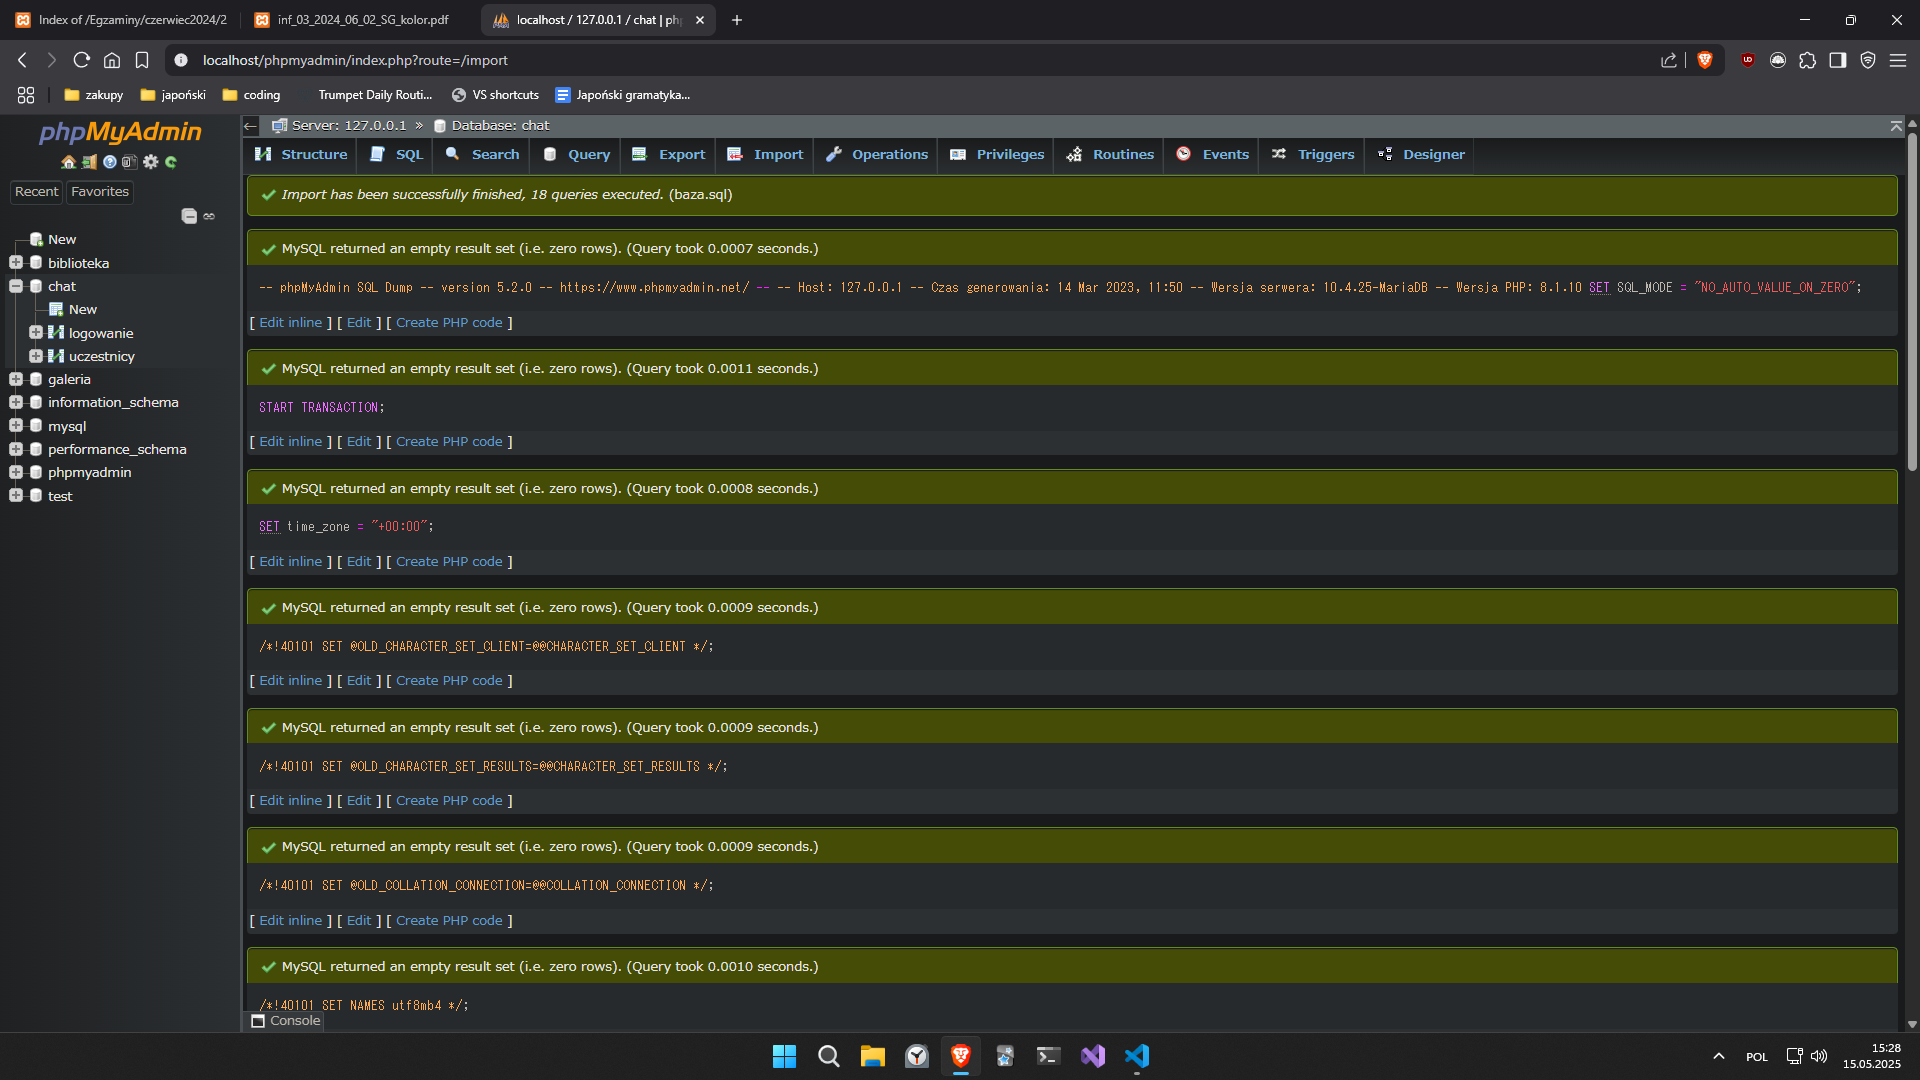 Index of /Egzaminy/czerwiec2024/2
inf_03_2024_06_02_SG_kolor.pdf
localhost / 127.0.0.1 / chat | ph
localhost/phpmyadmin/index.php?route=/import
zakupy
japoński
coding
Trumpet Daily Routi...
VS shortcuts
Japoński gramatyka...
phpMyAdmin
Recent
Favorites
New
biblioteka
chat
New
logowanie
uczestnicy
galeria
information_schema
mysql
performance_schema
phpmyadmin
test
Server: 127.0.0.1 » Database: chat
Structure
SQL
Search
Query
Export
Import
Operations
Privileges
Routines
Events
Triggers
Designer
Import has been successfully finished, 18 queries executed. (baza.sql)
MySQL returned an empty result set (i.e. zero rows). (Query took 0.0007 seconds.)
-- phpMyAdmin SQL Dump -- version 5.2.0 -- https://www.phpmyadmin.net/ -- -- Host: 127.0.0.1 -- Czas generowania: 14 Mar 2023, 11:50 -- Wersja serwera: 10.4.25-MariaDB -- Wersja PHP: 8.1.10 SET SQL_MODE = "NO_AUTO_VALUE_ON_ZERO";
[ Edit inline ] [ Edit ] [ Create PHP code ]
MySQL returned an empty result set (i.e. zero rows). (Query took 0.0011 seconds.)
START TRANSACTION;
[ Edit inline ] [ Edit ] [ Create PHP code ]
MySQL returned an empty result set (i.e. zero rows). (Query took 0.0008 seconds.)
SET time_zone = "+00:00";
[ Edit inline ] [ Edit ] [ Create PHP code ]
MySQL returned an empty result set (i.e. zero rows). (Query took 0.0009 seconds.)
/*!40101 SET @OLD_CHARACTER_SET_CLIENT=@@CHARACTER_SET_CLIENT */;
[ Edit inline ] [ Edit ] [ Create PHP code ]
MySQL returned an empty result set (i.e. zero rows). (Query took 0.0009 seconds.)
/*!40101 SET @OLD_CHARACTER_SET_RESULTS=@@CHARACTER_SET_RESULTS */;
[ Edit inline ] [ Edit ] [ Create PHP code ]
MySQL returned an empty result set (i.e. zero rows). (Query took 0.0009 seconds.)
/*!40101 SET @OLD_COLLATION_CONNECTION=@@COLLATION_CONNECTION */;
[ Edit inline ] [ Edit ] [ Create PHP code ]
MySQL returned an empty result set (i.e. zero rows). (Query took 0.0010 seconds.)
/*!40101 SET NAMES utf8mb4 */;
Console
POL
15:28
15.05.2025